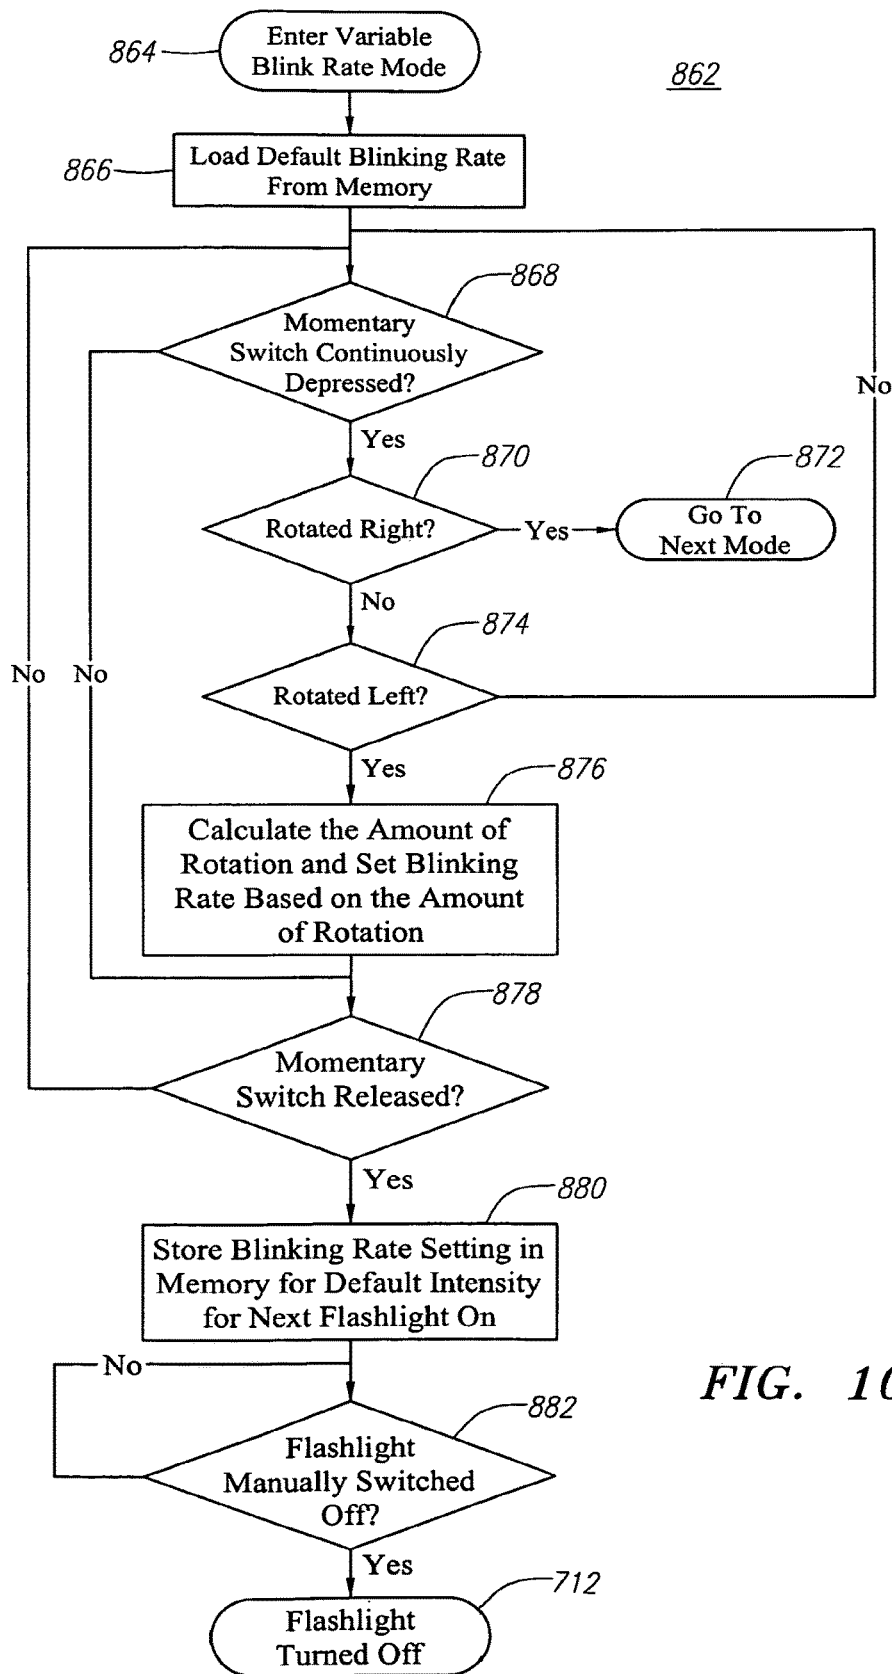 Enter Variable
Blink Rate Mode
864
862
Load Default Blinking Rate
From Memory
866
868
Momentary
Switch Continuously
Depressed?
No
Yes
870
872
Rotated Right?
Yes
Go To
Next Mode
No
874
No
No
Rotated Left?
Yes
876
Calculate the Amount of
Rotation and Set Blinking
Rate Based on the Amount
of Rotation
878
Momentary
Switch Released?
Yes
880
Store Blinking Rate Setting in
Memory for Default Intensity
for Next Flashlight On
No
882
Flashlight
Manually Switched
Off?
Yes
712
Flashlight
Turned Off
FIG.